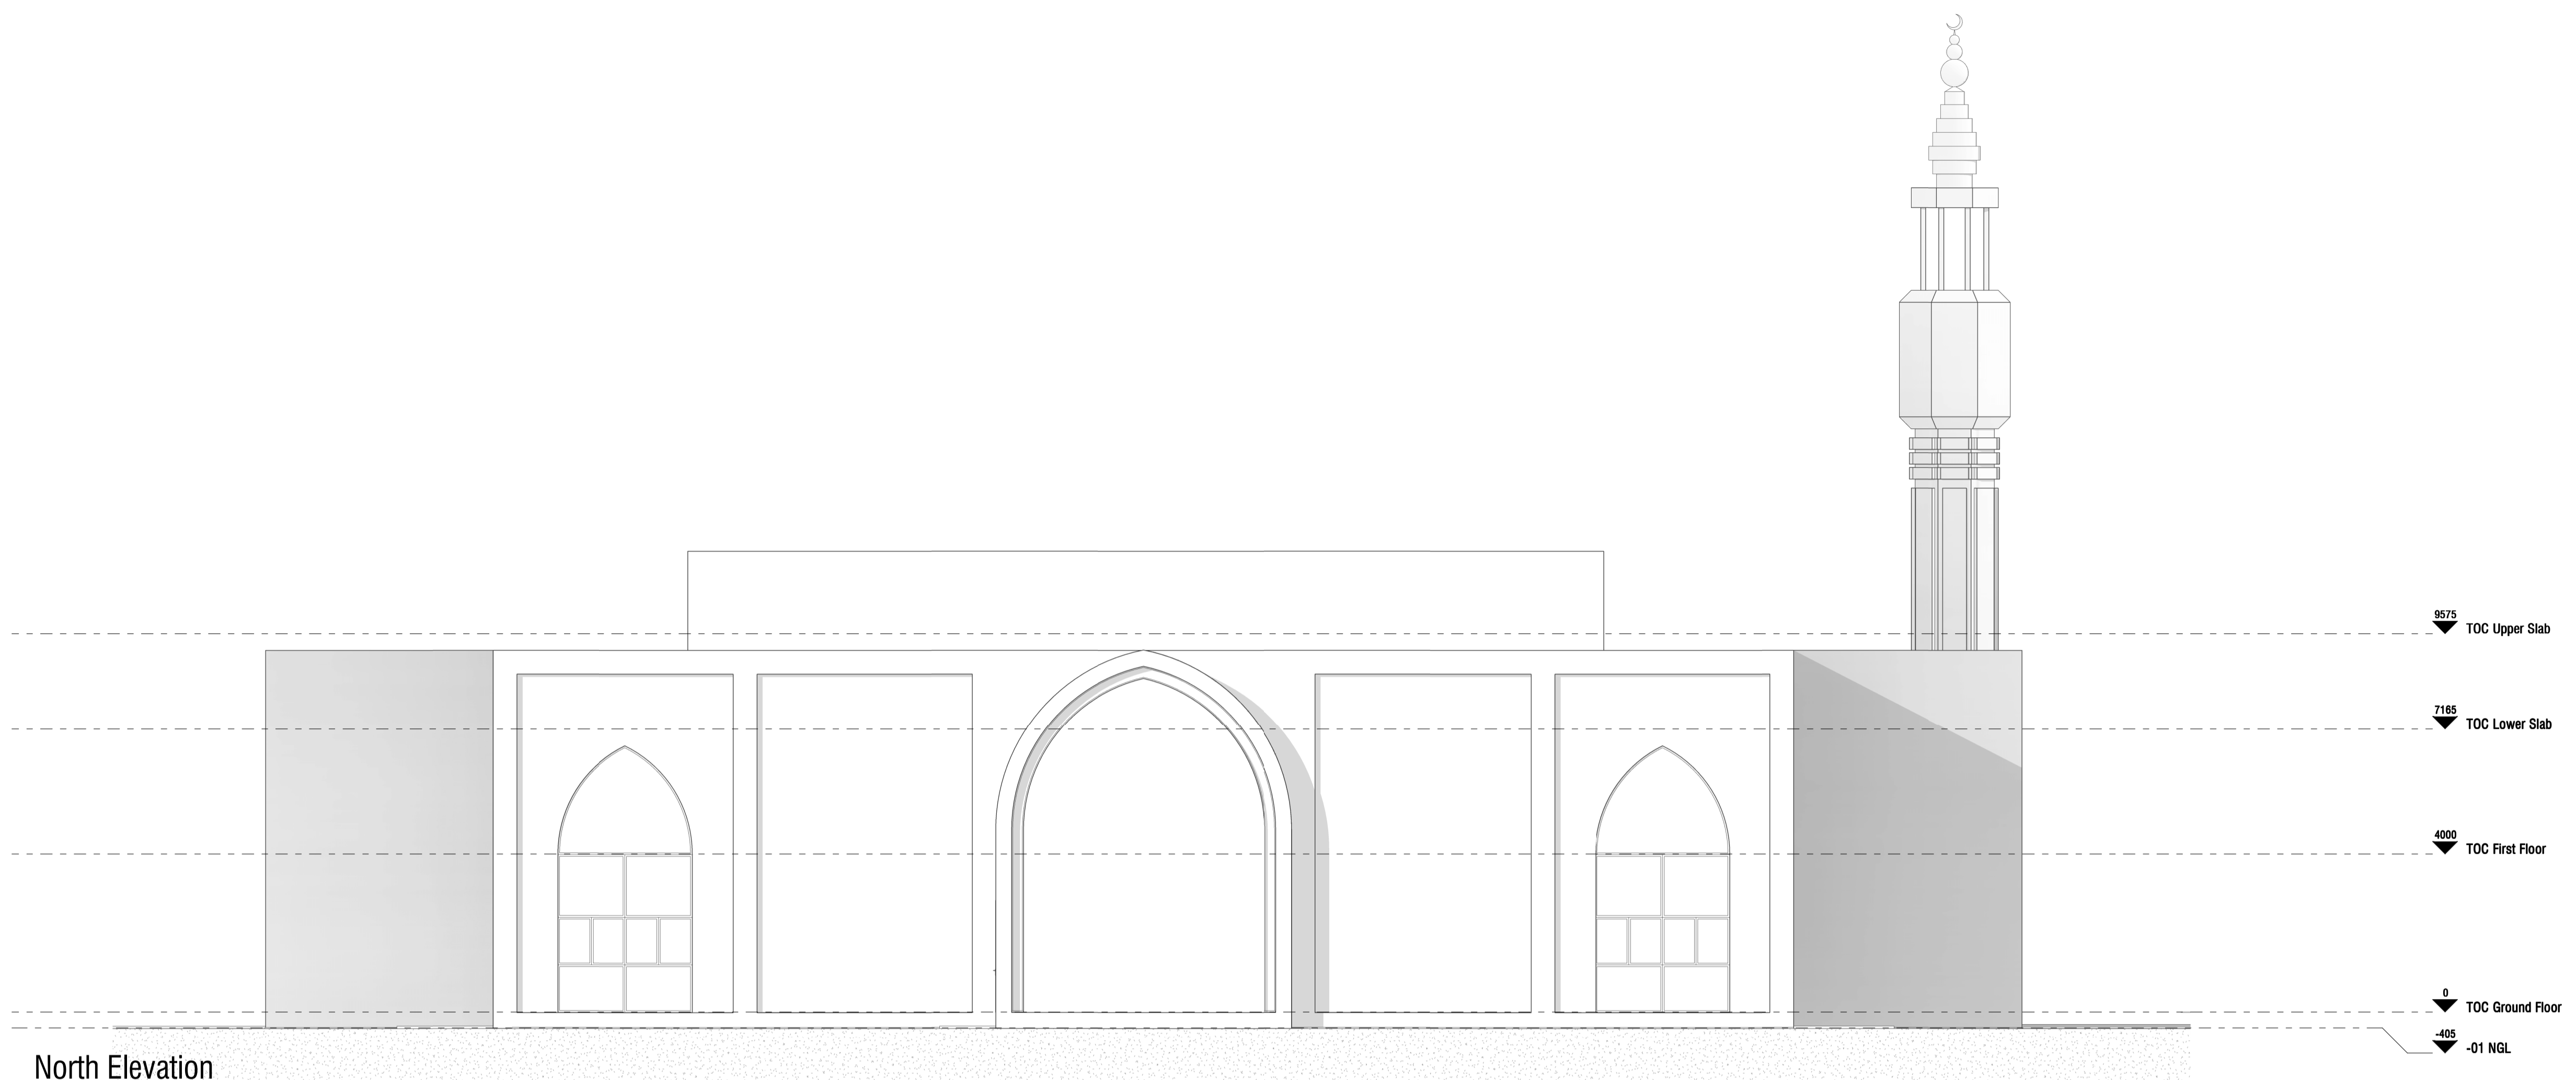 9575
TOC Upper Slab
7165
TOC Lower Slab
4000
TOC First Floor
0
TOC Ground Floor
-405
-01 NGL
North Elevation